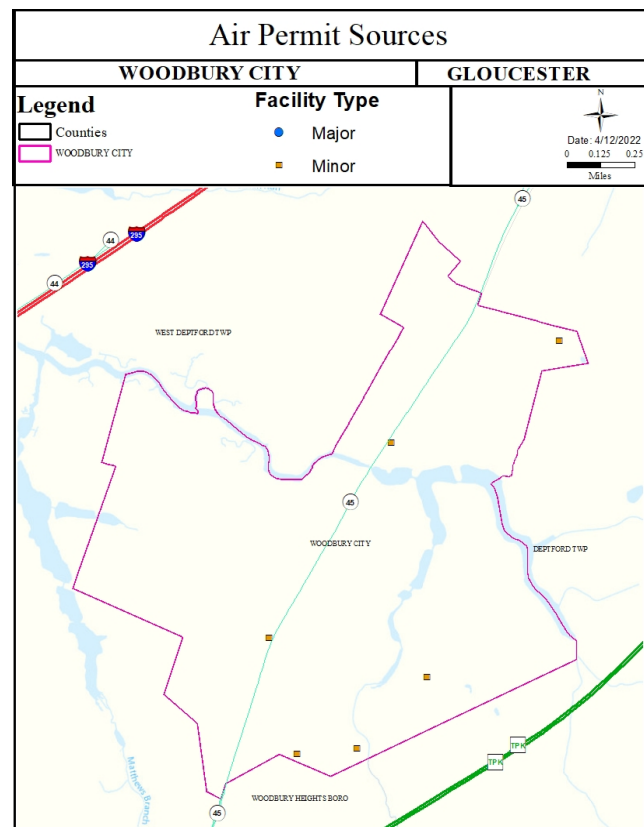 Air Permit Sources
WOODBURY CITY
GLOUCESTER
Legend
Counties
WOODBURY CITY
Facility Type
Major
Minor
N
Date: 4/12/2022
0 0.125 0.25
Miles
45
44
295
295
44
WEST DEPTFORD TWP
45
WOODBURY CITY
DEPTFORD TWP
TPK
TPK
Matthews Branch
WOODBURY HEIGHTS BORO
45